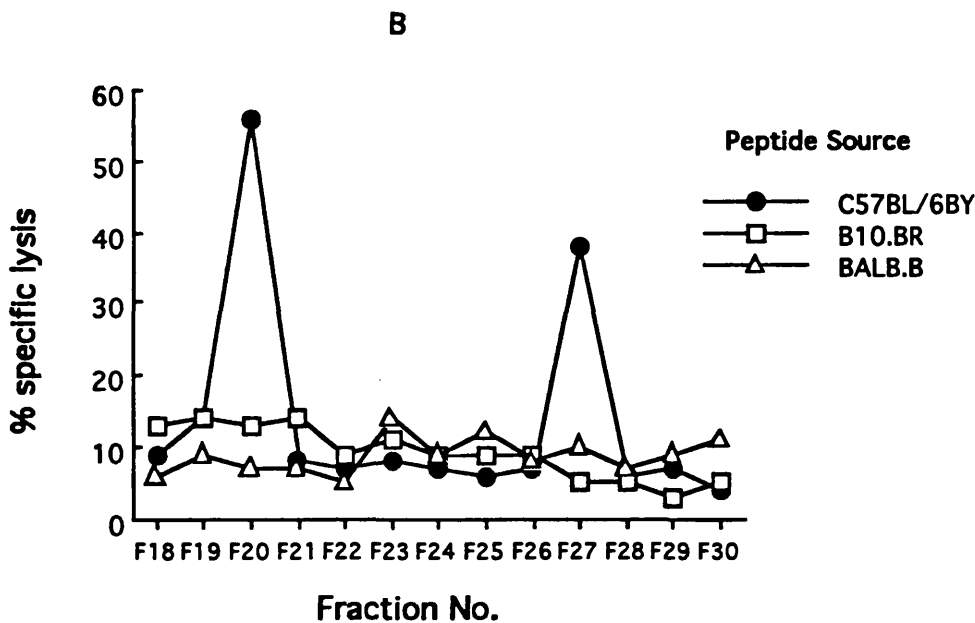 B
60
50
40
30
20
10
0
% specific lysis
F18 F19 F20 F21 F22 F23 F24 F25 F26 F27 F28 F29 F30
Fraction No.
Peptide Source
C57BL/6BY
B10.BR
BALB.B